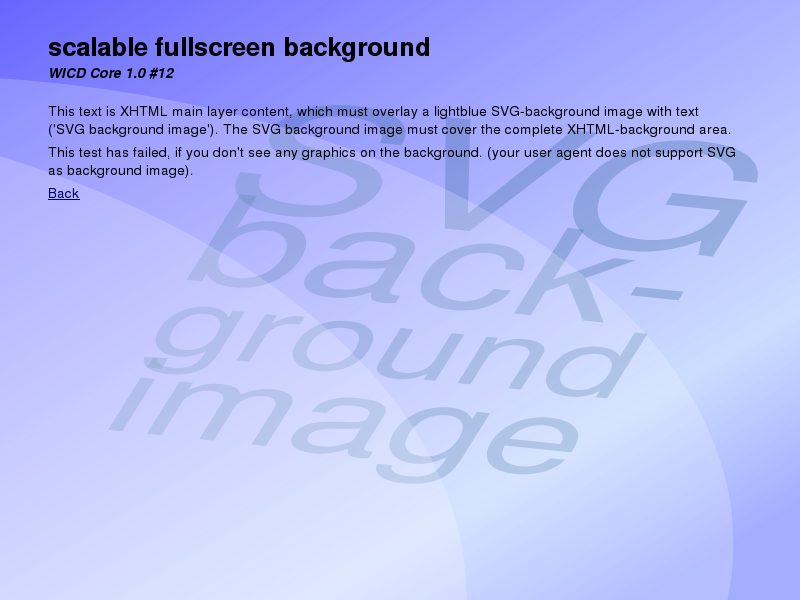 scalable fullscreen background
WICD Core 1.0 #12
This text is XHTML main layer content, which must overlay a lightblue SVG-background image with text
('SVG background image'). The SVG background image must cover the complete XHTML-background area.
This test has failed, if you don't see any graphics on the background. (your user agent does not support SVG
as background image).
Back
SVG
back-
ground
image